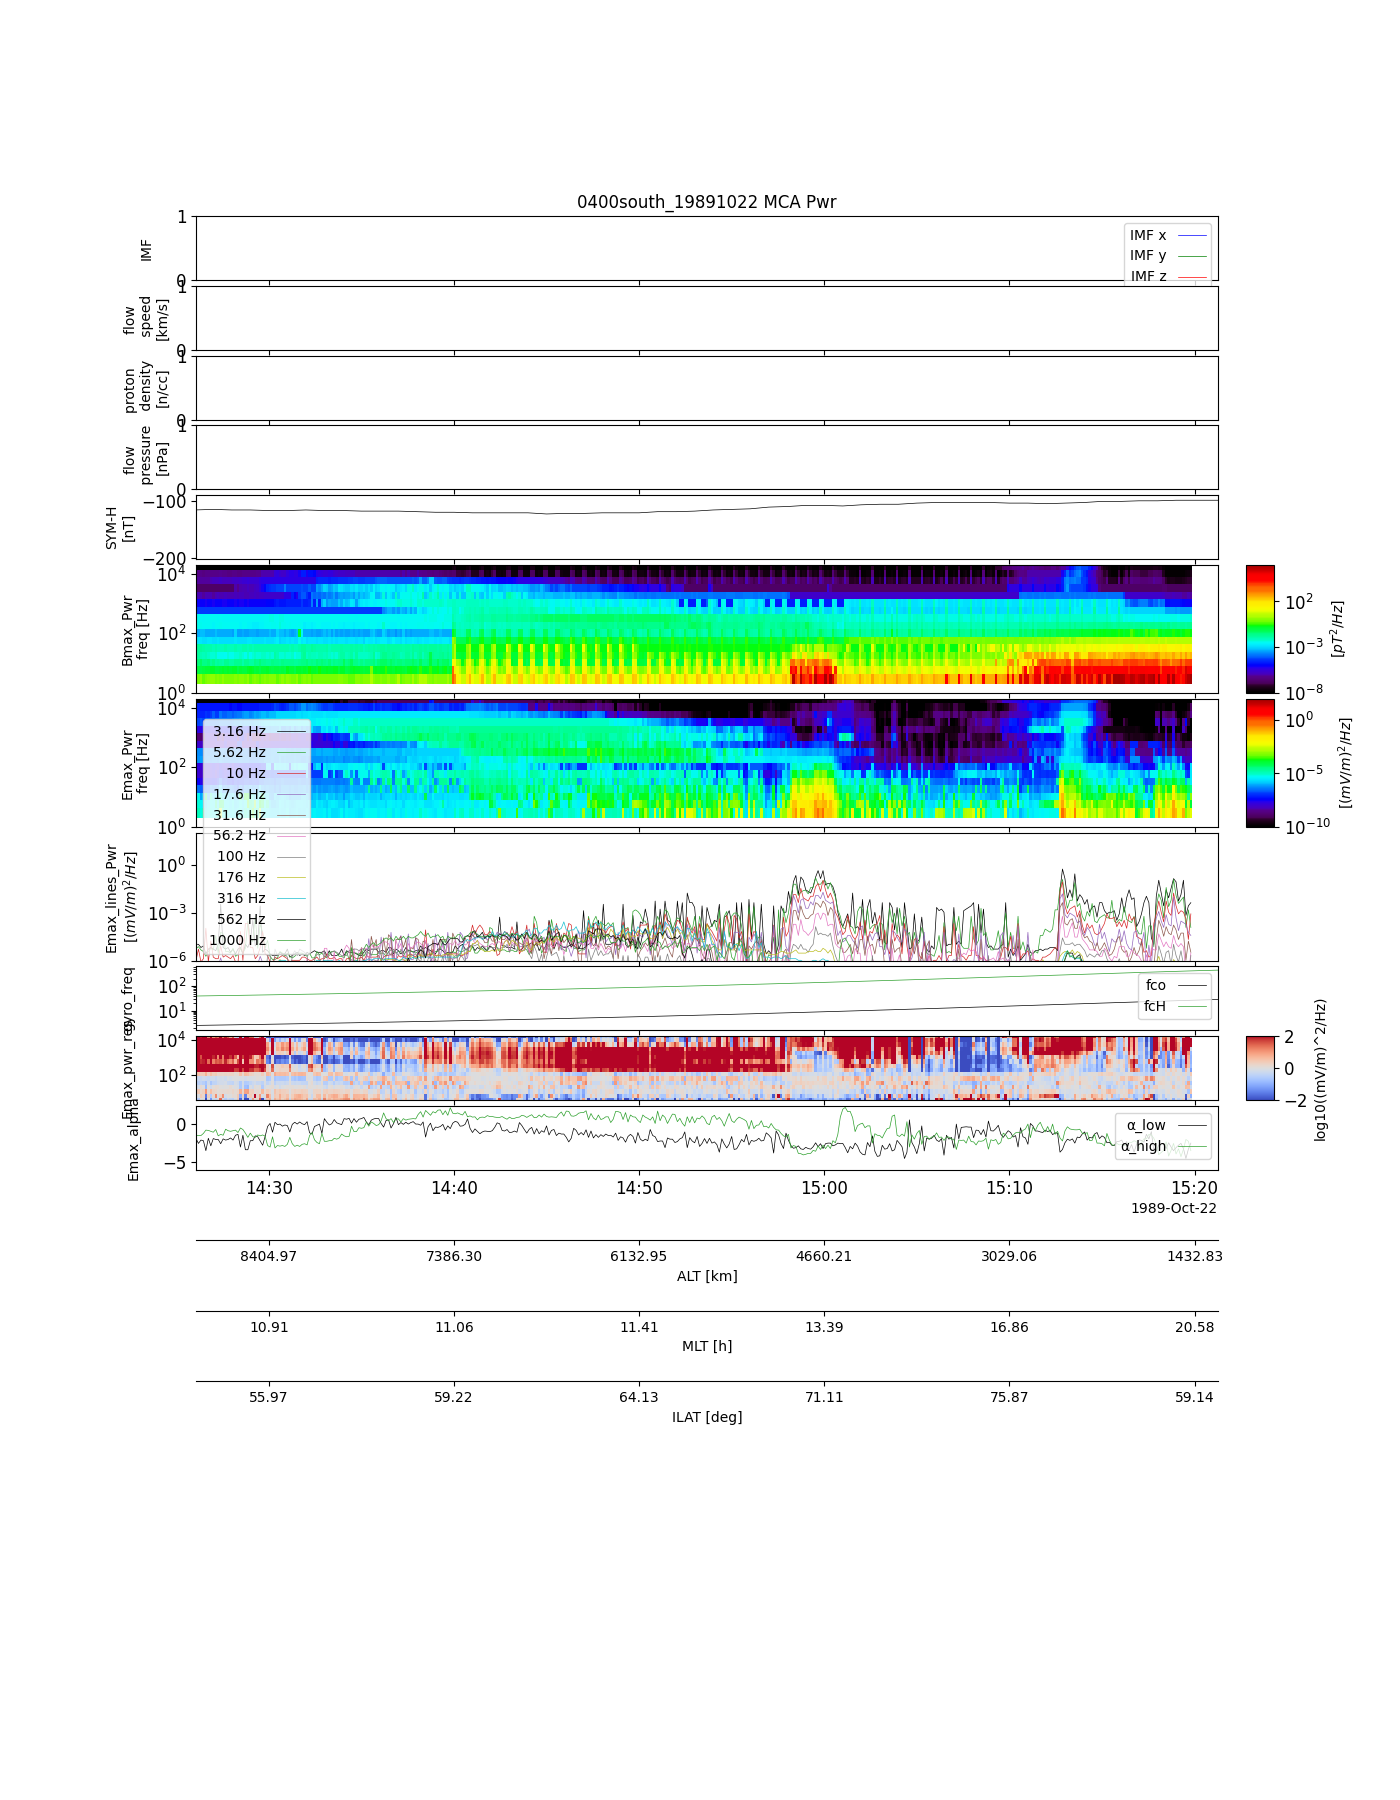 0400south_19891022 MCA Pwr
IMF
1
0
IMF x
IMF y
IMF z
flow
speed
[km/s]
1
0
proton
density
[n/cc]
1
0
flow
pressure
[nPa]
1
0
SYM-H
[nT]
−100
−200
Bmax_Pwr
freq [Hz]
10^4
10^2
10^0
10^2
10^−3
10^−8
[pT^2/Hz]
Emax_Pwr
freq [Hz]
10^4
10^2
10^0
10^0
10^−5
10^−10
[(mV/m)^2/Hz]
3.16 Hz
5.62 Hz
10 Hz
17.6 Hz
31.6 Hz
56.2 Hz
100 Hz
176 Hz
316 Hz
562 Hz
1000 Hz
Emax_lines_Pwr
[(mV/m)^2/Hz]
10^0
10^−3
10^−6
gyro_freq
10^2
10^1
fco
fcH
Emax_pwr_reg
10^4
10^2
2
0
−2
log10((mV/m)^2/Hz)
Emax_alpha
0
−5
α_low
α_high
14:30 14:40 14:50 15:00 15:10 15:20
1989-Oct-22
8404.97 7386.30 6132.95 4660.21 3029.06 1432.83
ALT [km]
10.91 11.06 11.41 13.39 16.86 20.58
MLT [h]
55.97 59.22 64.13 71.11 75.87 59.14
ILAT [deg]